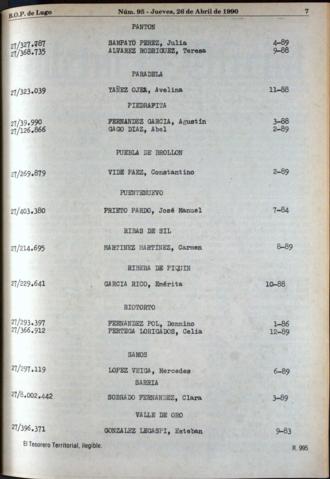 B.O.P. de Lugo Núm. 95 - Jueves, 26 de Abril de 1990 7
PANTON
27/327.787 SAMPAYO PEREZ, Julia 4-89
27/368.735 ALVAREZ RODRIGUEZ, Teresa 9-88
PARADELA
27/323.039 YAÑEZ OJEA, Avelina 11-88
PIEDRAFITA
27/39.990 FERNANDEZ GARCIA, Agustín 3-88
27/126.866 GAGO DIAZ, Abel 2-89
PUEBLA DE BROLLON
27/269.879 VIDE PAEZ, Constantino 2-89
PUENTENUEVO
27/403.380 PRIETO PARDO, José Manuel 7-84
RIBAS DE SIL
27/214.695 MARTINEZ MARTINEZ, Carmen 8-89
RIBERA DE PIQUIN
27/229.641 GARCIA RICO, Emérita 10-88
RIOTORTO
27/293.397 FERNANDEZ POL, Domnino 1-86
27/366.912 PERTEGA LORIGADOS, Celia 12-89
SAMOS
27/297.119 LOPEZ VEIGA, Mercedes 6-89
SARRIA
27/8.002.442 SOBRADO FERNANDEZ, Clara 3-89
VALLE DE ORO
27/396.371 GONZALEZ LEGASPI, Esteban 9-83
El Tesorero Territorial, Ilegible. R. 995